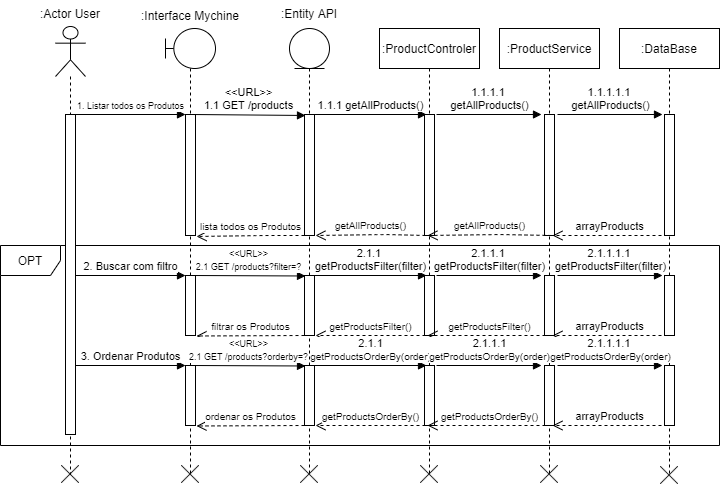 :Actor User
:Interface Mychine
:Entity API
:ProductControler
:ProductService
:DataBase
1. Listar todos os Produtos
<<URL>>
1.1 GET /products
1.1.1 getAllProducts()
1.1.1.1
getAllProducts()
1.1.1.1.1
getAllProducts()
lista todos os Produtos
getAllProducts()
getAllProducts()
arrayProducts
OPT
2. Buscar com filtro
<<URL>>
2.1 GET /products?filter=?
2.1.1
getProductsFilter(filter)
2.1.1.1
getProductsFilter(filter)
2.1.1.1.1
getProductsFilter(filter)
filtrar os Produtos
getProductsFilter()
getProductsFilter()
arrayProducts
3. Ordenar Produtos
<<URL>>
2.1 GET /products?orderby=?
2.1.1
getProductsOrderBy(order)
2.1.1.1
getProductsOrderBy(order)
2.1.1.1.1
getProductsOrderBy(order)
ordenar os Produtos
getProductsOrderBy()
getProductsOrderBy()
arrayProducts